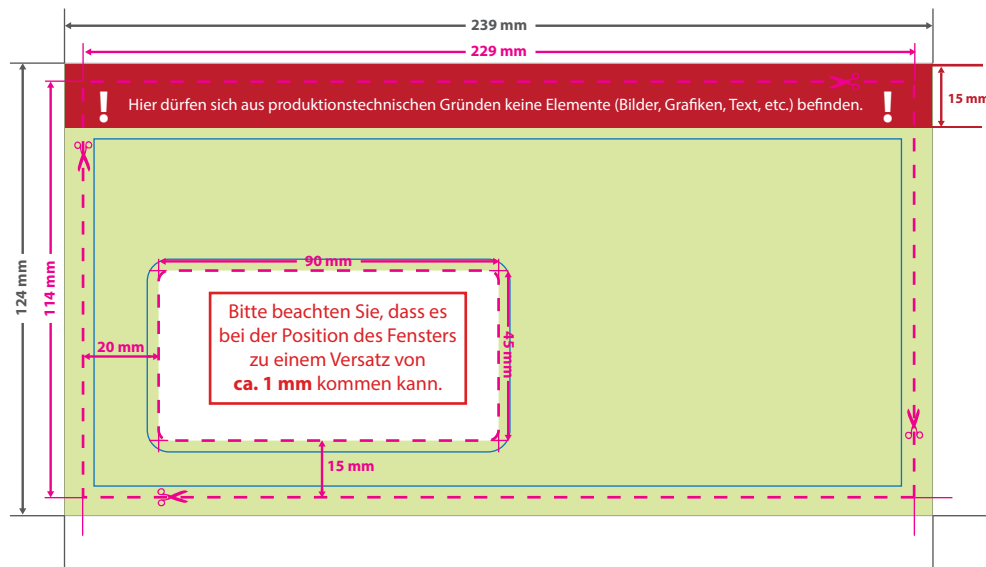 239 mm
229 mm
! Hier dürfen sich aus produktionstechnischen Gründen keine Elemente (Bilder, Grafiken, Text, etc.) befinden. !
15 mm
124 mm
114 mm
90 mm
Bitte beachten Sie, dass es
bei der Position des Fensters
zu einem Versatz von
ca. 1 mm kommen kann.
45 mm
20 mm
15 mm